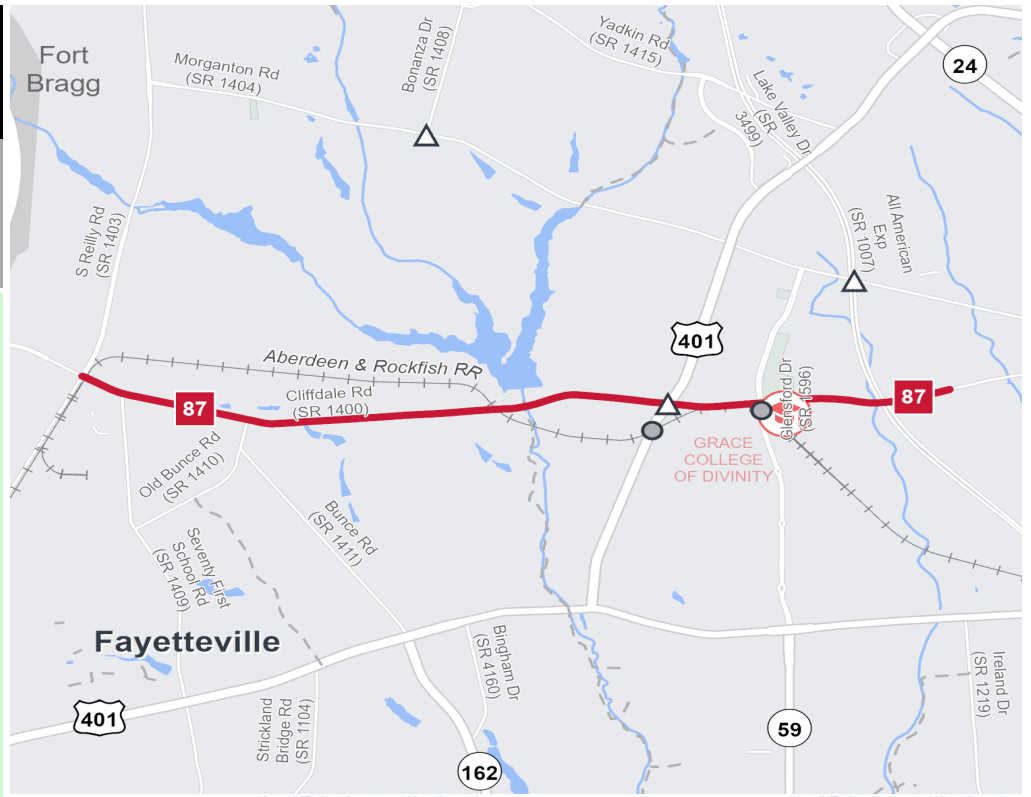 Fort
Bragg
Morganton Rd
(SR 1404)
Bonanza Dr
(SR 1408)
Yadkin Rd
(SR 1415)
24
Lake Valley Dr
(SR
3499)
S Reilly Rd
(SR 1403)
All American
Exp
(SR 1007)
401
Aberdeen & Rockfish RR
Cliffdale Rd
(SR 1400)
87
87
Glensford Dr
(SR 1596)
GRACE
COLLEGE
OF DIVINITY
Old Bunce Rd
(SR 1410)
Bunce Rd
(SR 1411)
Seventy First
School Rd
(SR 1409)
Fayetteville
Bingham Dr
(SR 4160)
Ireland Dr
(SR 1219)
401
Strickland
Bridge Rd
(SR 1104)
59
162